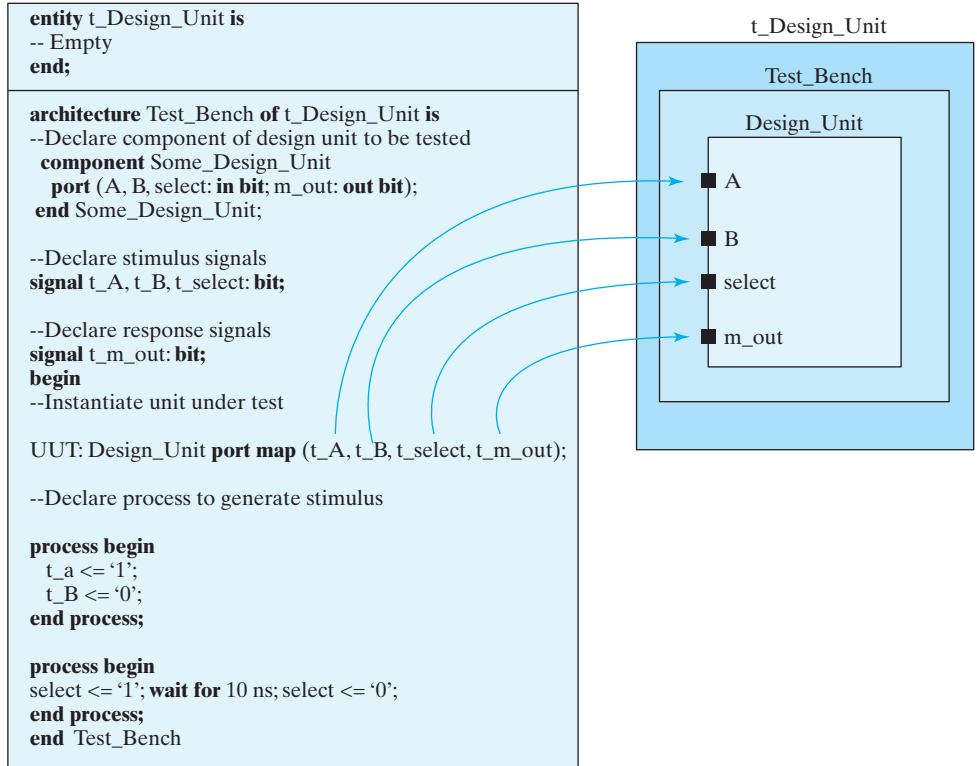 entity t_Design_Unit is
-- Empty
end;
architecture Test_Bench of t_Design_Unit is
--Declare component of design unit to be tested
component Some_Design_Unit
port (A, B, select: in bit; m_out: out bit);
end Some_Design_Unit;
--Declare stimulus signals
signal t_A, t_B, t_select: bit;
--Declare response signals
signal t_m_out: bit;
begin
--Instantiate unit under test
UUT: Design_Unit port map (t_A, t_B, t_select, t_m_out);
--Declare process to generate stimulus
process begin
t_a <= ‘1’;
t_B <= ‘0’;
end process;
process begin
select <= ‘1’; wait for 10 ns; select <= ‘0’;
end process;
end Test_Bench
t_Design_Unit
Test_Bench
Design_Unit
A
B
select
m_out